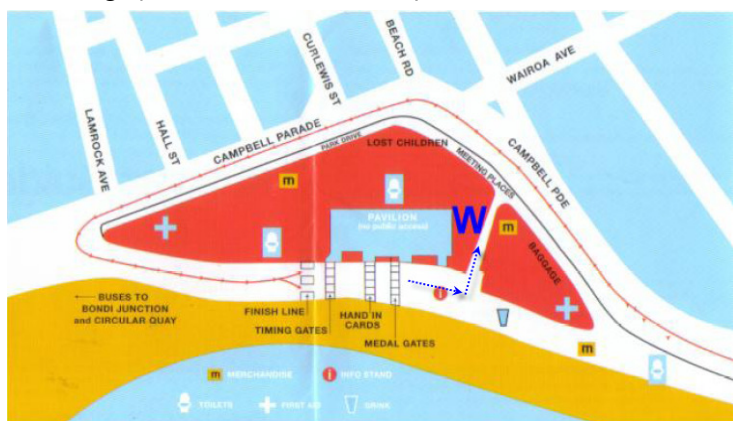 CURLEWIS ST
BEACH RD
WAIROA AVE
LAMROCK AVE
HALL ST
CAMPBELL PARADE
PARK DRIVE
LOST CHILDREN
MEETING PLACES
CAMPBELL PDE
m
PAVILION
(no public access)
W
m
BAGGAGE
i
BUSES TO
BONDI JUNCTION
and CIRCULAR QUAY
FINISH LINE
TIMING GATES
HAND IN
CARDS
MEDAL GATES
m
m MERCHANDISE
i INFO STAND
TOILETS
FIRST AID
DRINK